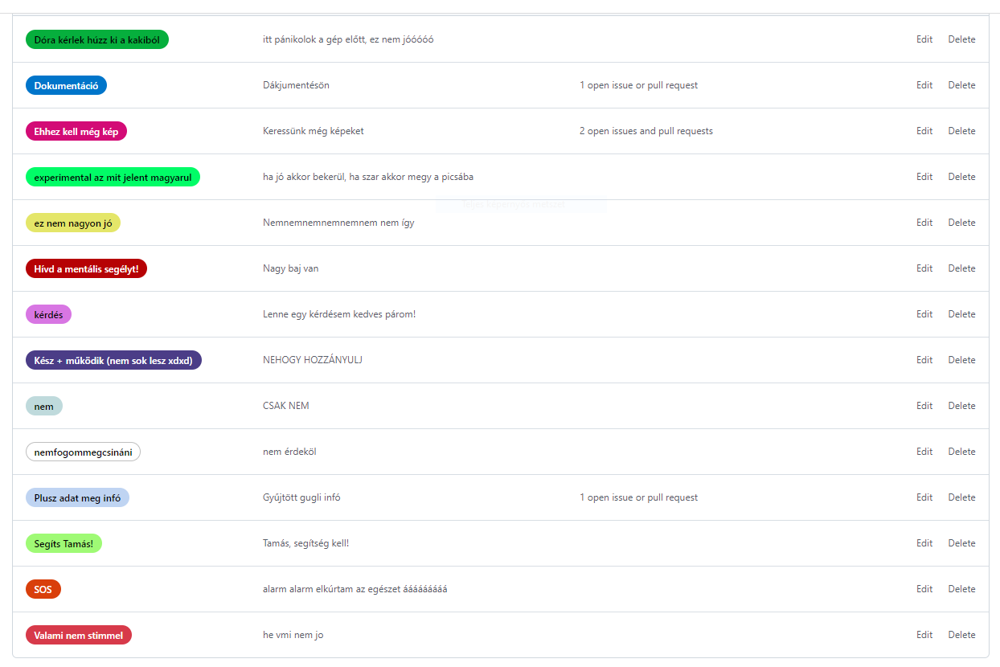 Dóra kérlek húzz ki a kakiból itt pánikolok a gép előtt, ez nem jóóóóó Edit Delete
Dokumentáció Dákjumentésön 1 open issue or pull request Edit Delete
Ehhez kell még kép Keressünk még képeket 2 open issues and pull requests Edit Delete
experimental az mit jelent magyarul ha jó akkor bekerül, ha szar akkor megy a picsába Edit Delete
Teljes képernyős metszet
ez nem nagyon jó Nemnemnemnemnemnem nem így Edit Delete
Hívd a mentális segélyt! Nagy baj van Edit Delete
kérdés Lenne egy kérdésem kedves párom! Edit Delete
Kész + működik (nem sok lesz xdxd) NEHOGY HOZZÁNYULJ Edit Delete
nem CSAK NEM Edit Delete
nemfogommegcsináni nem érdeköl Edit Delete
Plusz adat meg infó Gyűjtött gugli infó 1 open issue or pull request Edit Delete
Segíts Tamás! Tamás, segítség kell! Edit Delete
SOS alarm alarm elkúrtam az egészet ááááááááá Edit Delete
Valami nem stimmel he vmi nem jo Edit Delete